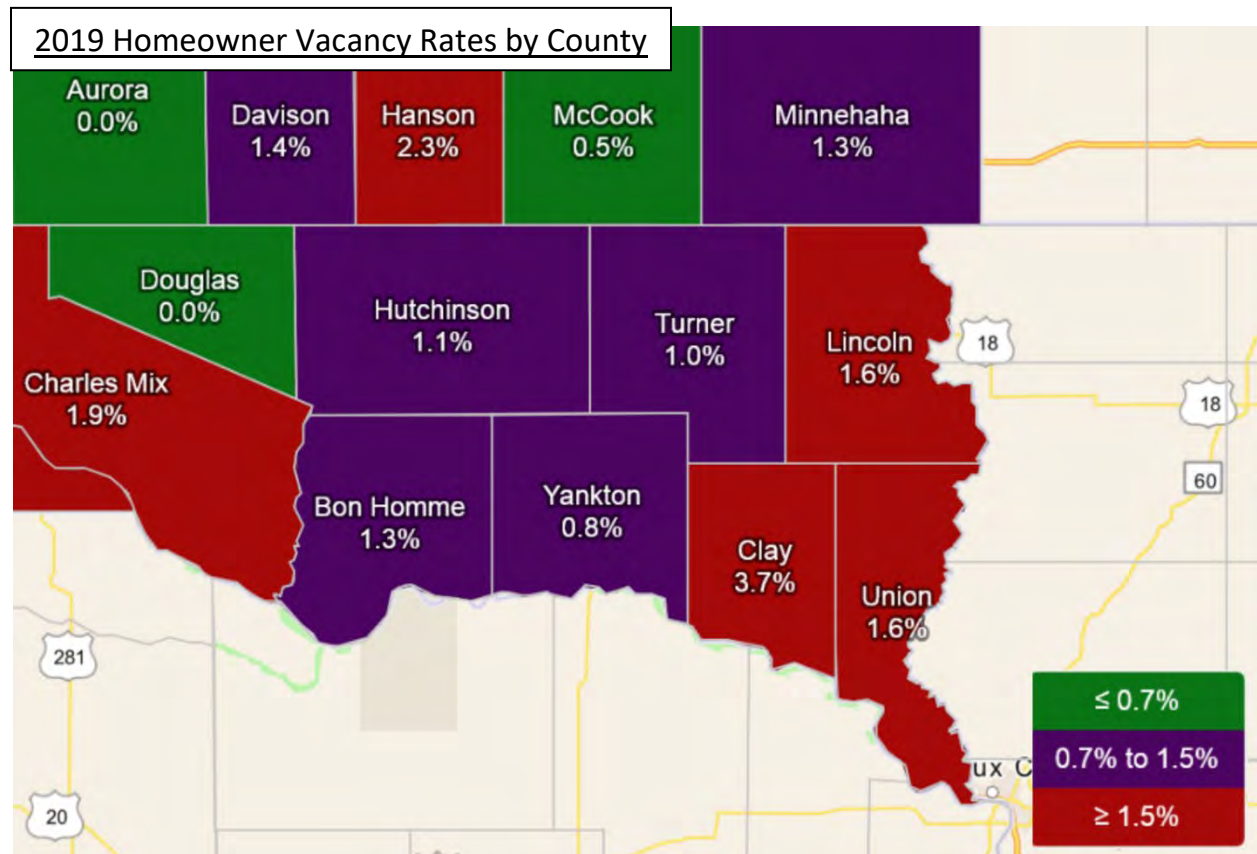 2019 Homeowner Vacancy Rates by County
Aurora
0.0%
Davison
1.4%
Hanson
2.3%
McCook
0.5%
Minnehaha
1.3%
Douglas
0.0%
Hutchinson
1.1%
Turner
1.0%
Lincoln
1.6%
18
Charles Mix
1.9%
18
Bon Homme
1.3%
Yankton
0.8%
60
Clay
3.7%
Union
1.6%
281
≤ 0.7%
0.7% to 1.5%
≥ 1.5%
ux C
20